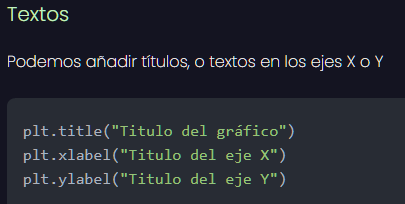 Textos
Podemos añadir títulos, o textos en los ejes X o Y
plt.title("Titulo del gráfico")
plt.xlabel("Titulo del eje X")
plt.ylabel("Titulo del eje Y")